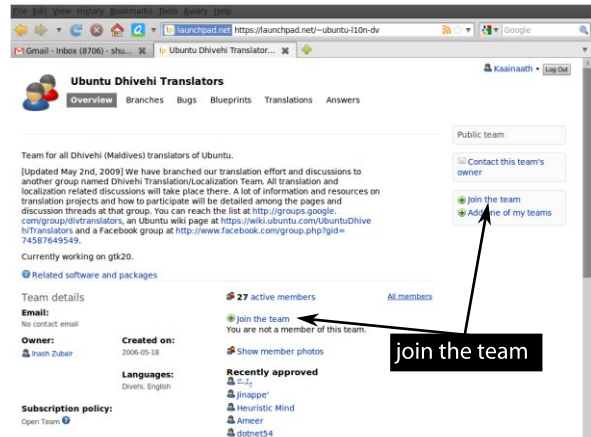 File Edit View History Bookmarks Tools Aviary Help
launchpad.net https://launchpad.net/~ubuntu-l10n-dv
Google
Gmail - Inbox (8706) - shu...
lp Ubuntu Dhivehi Translator...
Kaainaath • Log Out
Ubuntu Dhivehi Translators
Overview Branches Bugs Blueprints Translations Answers
Public team
Contact this team's
owner
Join the team
Add one of my teams
Team for all Dhivehi (Maldives) translators of Ubuntu.
[Updated May 2nd, 2009] We have branched our translation effort and discussions to
another group named Dhivehi Translation/Localization Team. All translation and
localization related discussions will take place there. A lot of information and resources on
translation projects and how to participate will be detailed among the pages and
discussion threads at that group. You can reach the list at http://groups.google.
com/group/divtranslators, an Ubuntu wiki page at https://wiki.ubuntu.com/UbuntuDhive
hiTranslators and a Facebook group at http://www.facebook.com/group.php?gid=
74587649549.
Currently working on gtk20.
Related software and packages
Team details
Email:
No contact email
Owner:
Inash Zubair
Created on:
2006-05-18
Languages:
Divehi, English
Subscription policy:
Open Team
27 active members
All members
Join the team
You are not a member of this team.
Show member photos
Recently approved
Jinappe'
Heuristic Mind
Ameer
dotnet54
join the team